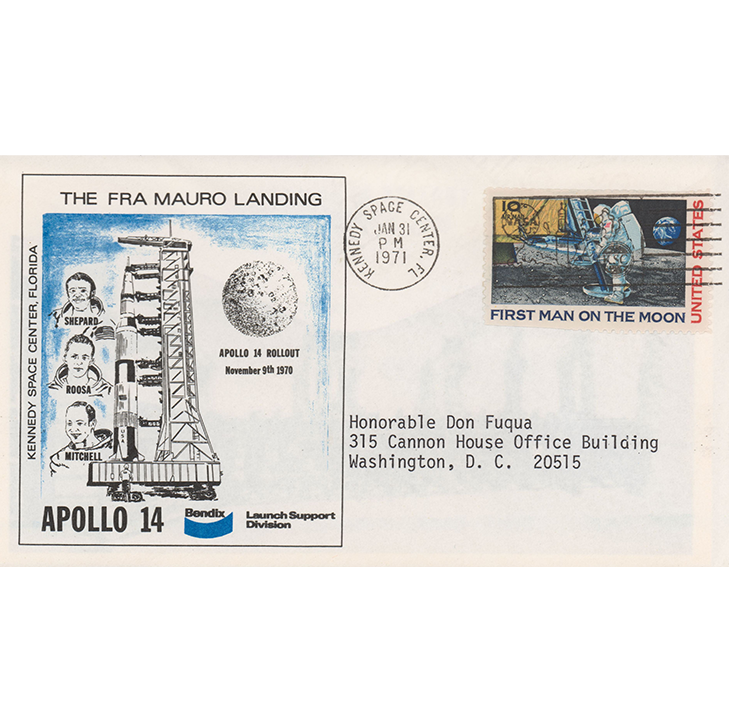 THE FRA MAURO LANDING
KENNEDY SPACE CENTER, FLORIDA
SHEPARD
ROOSA
MITCHELL
USA
APOLLO 14 ROLLOUT
November 9th 1970
APOLLO 14
Bendix
Launch Support
Division
KENNEDY SPACE CENTER, FL
JAN 31
PM
1971
10¢
UNITED STATES
FIRST MAN ON THE MOON
Honorable Don Fuqua
315 Cannon House Office Building
Washington, D. C. 20515